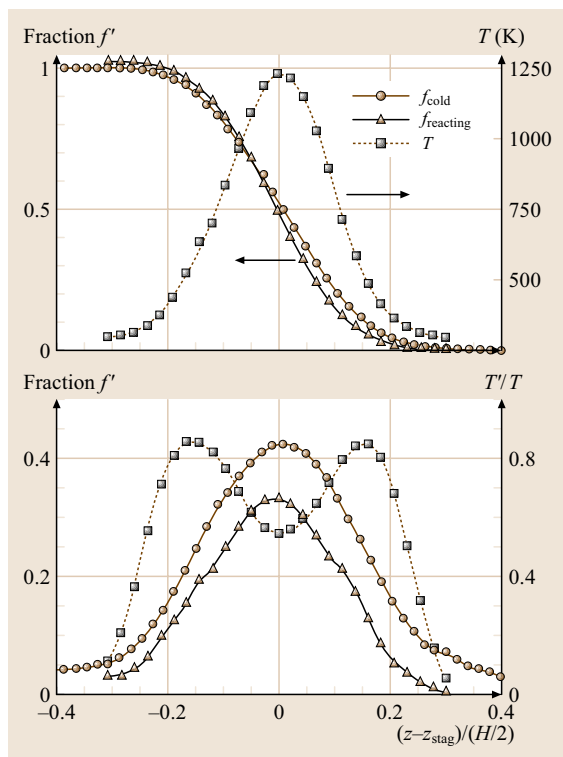 Fraction f′ T (K)
1 1250
f_cold
f_reacting
T
1000
0.5 750
500
0
Fraction f′ T′/T
0.4 0.8
0.2 0.4
0 0
–0.4 –0.2 0 0.2 0.4
(z–z_stag)/(H/2)